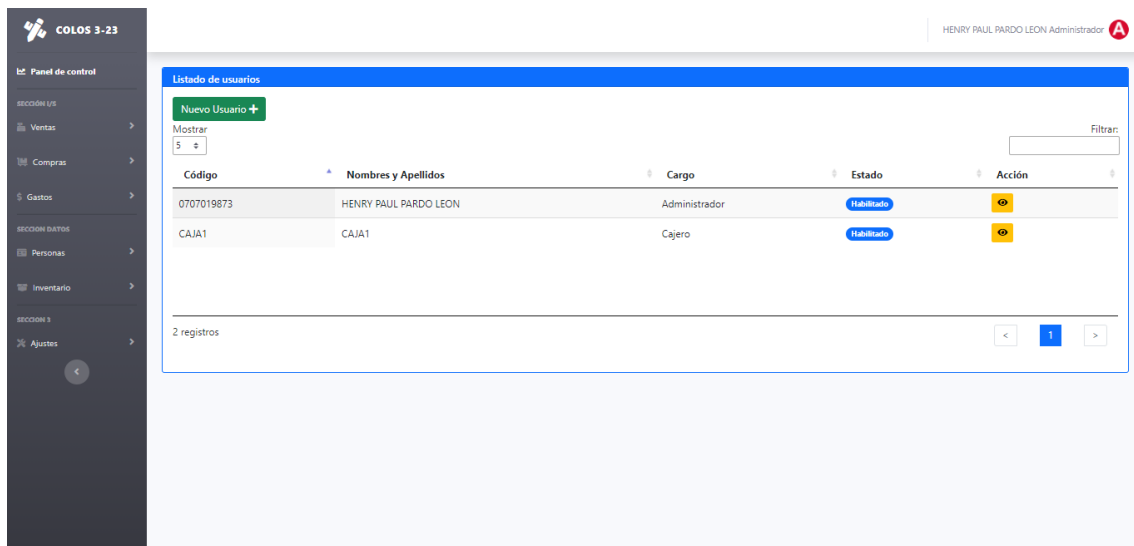 COLOS 3-23
HENRY PAUL PARDO LEON Administrador A
Panel de control
SECCIÓN I/S
Ventas
Compras
Gastos
SECCION DATOS
Personas
Inventario
SECCION 3
Ajustes
Listado de usuarios
Nuevo Usuario
Mostrar
5
Filtrar:
Código Nombres y Apellidos Cargo Estado Acción
0707019873 HENRY PAUL PARDO LEON Administrador Habilitado
CAJA1 CAJA1 Cajero Habilitado
2 registros
< 1 >